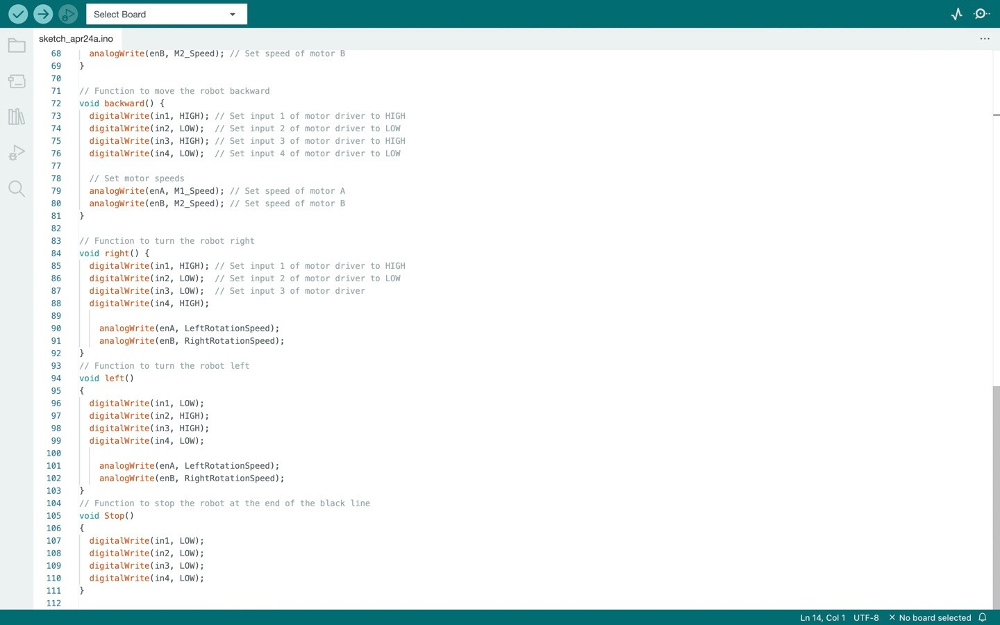 Select Board
sketch_apr24a.ino
68   analogWrite(enB, M2_Speed); // Set speed of motor B
69 }
70
71 // Function to move the robot backward
72 void backward() {
73   digitalWrite(in1, HIGH); // Set input 1 of motor driver to HIGH
74   digitalWrite(in2, LOW);  // Set input 2 of motor driver to LOW
75   digitalWrite(in3, HIGH); // Set input 3 of motor driver to HIGH
76   digitalWrite(in4, LOW);  // Set input 4 of motor driver to LOW
77
78   // Set motor speeds
79   analogWrite(enA, M1_Speed); // Set speed of motor A
80   analogWrite(enB, M2_Speed); // Set speed of motor B
81 }
82
83 // Function to turn the robot right
84 void right() {
85   digitalWrite(in1, HIGH); // Set input 1 of motor driver to HIGH
86   digitalWrite(in2, LOW);  // Set input 2 of motor driver to LOW
87   digitalWrite(in3, LOW);  // Set input 3 of motor driver
88   digitalWrite(in4, HIGH);
89
90     analogWrite(enA, LeftRotationSpeed);
91     analogWrite(enB, RightRotationSpeed);
92 }
93 // Function to turn the robot left
94 void left()
95 {
96   digitalWrite(in1, LOW);
97   digitalWrite(in2, HIGH);
98   digitalWrite(in3, HIGH);
99   digitalWrite(in4, LOW);
100
101     analogWrite(enA, LeftRotationSpeed);
102     analogWrite(enB, RightRotationSpeed);
103 }
104 // Function to stop the robot at the end of the black line
105 void Stop()
106 {
107   digitalWrite(in1, LOW);
108   digitalWrite(in2, LOW);
109   digitalWrite(in3, LOW);
110   digitalWrite(in4, LOW);
111 }
112
Ln 14, Col 1 UTF-8 × No board selected